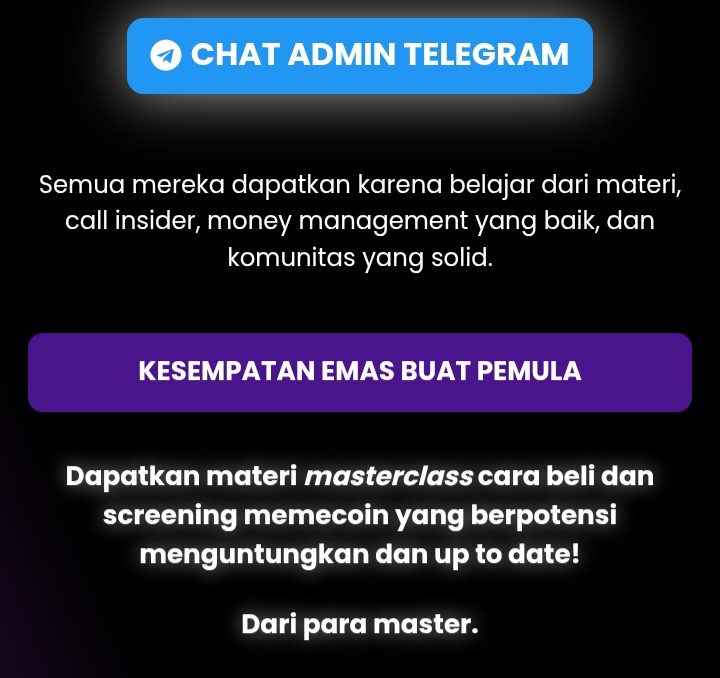 CHAT ADMIN TELEGRAM
Semua mereka dapatkan karena belajar dari materi,
call insider, money management yang baik, dan
komunitas yang solid.
KESEMPATAN EMAS BUAT PEMULA
Dapatkan materi masterclass cara beli dan
screening memecoin yang berpotensi
menguntungkan dan up to date!
Dari para master.